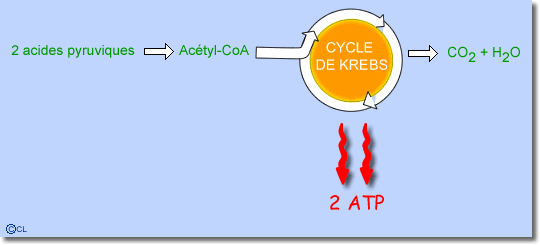 2 acides pyruviques
Acétyl-CoA
CYCLE
DE KREBS
CO2 + H2O
2 ATP
©CL